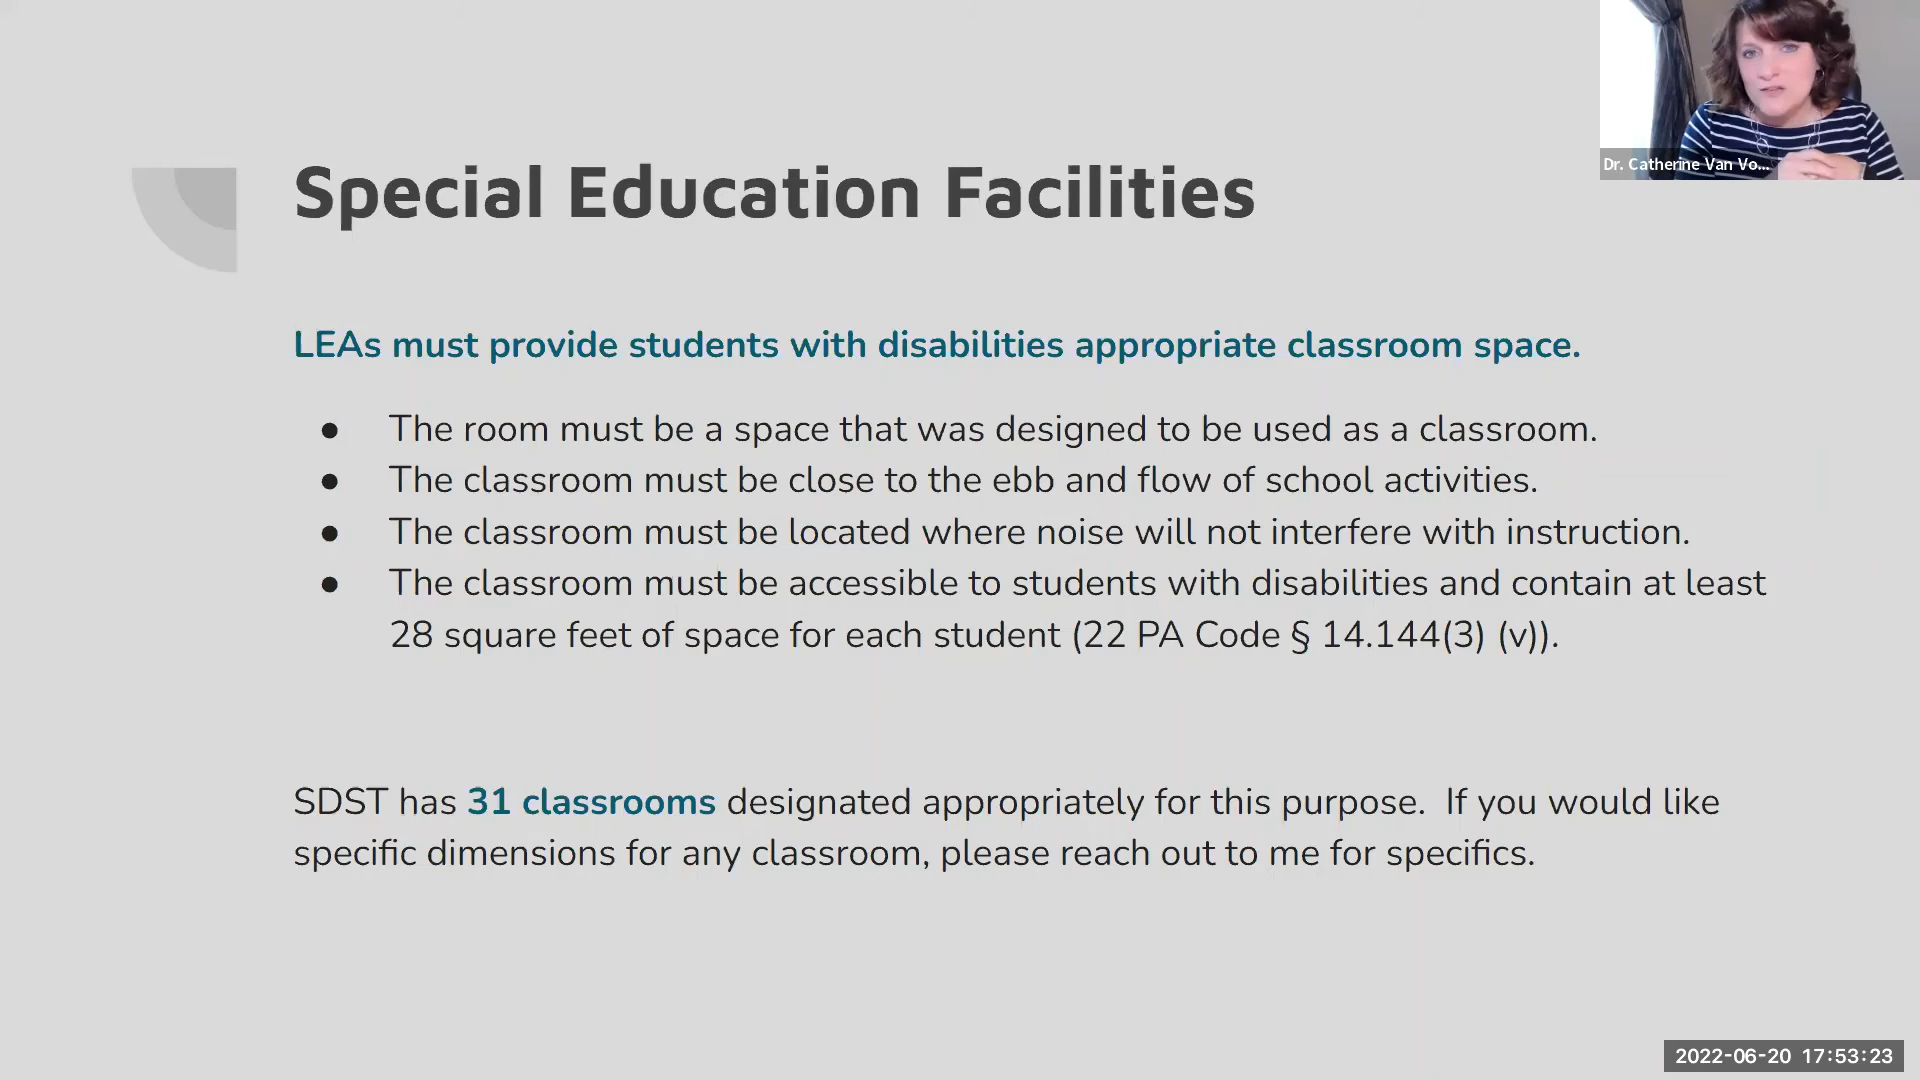 Dr. Catherine Van Vo...
Special Education Facilities
LEAs must provide students with disabilities appropriate classroom space.
● The room must be a space that was designed to be used as a classroom.
● The classroom must be close to the ebb and flow of school activities.
● The classroom must be located where noise will not interfere with instruction.
● The classroom must be accessible to students with disabilities and contain at least
28 square feet of space for each student (22 PA Code § 14.144(3) (v)).
SDST has 31 classrooms designated appropriately for this purpose.  If you would like
specific dimensions for any classroom, please reach out to me for specifics.
2022-06-20 17:53:23